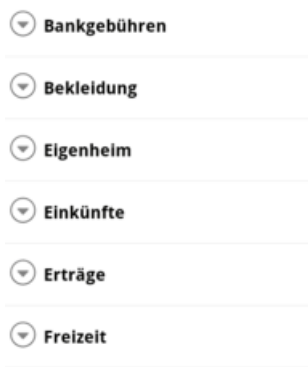 Bankgebühren
Bekleidung
Eigenheim
Einkünfte
Erträge
Freizeit